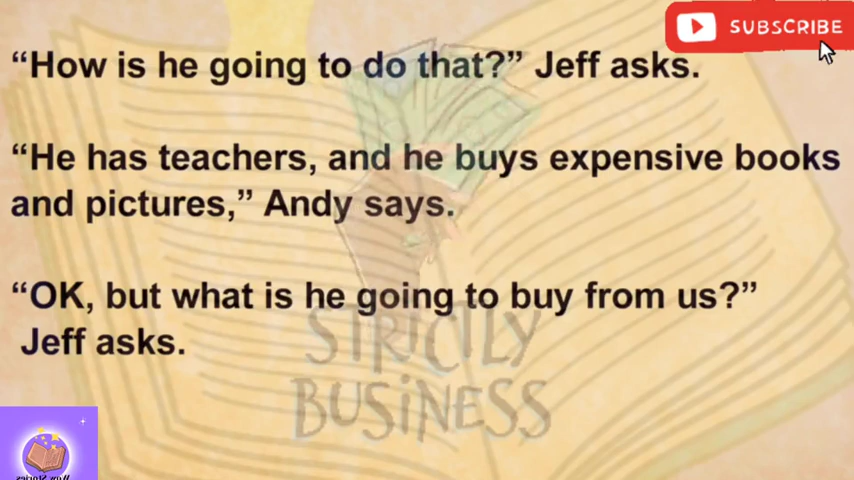 SUBSCRIBE
“How is he going to do that?” Jeff asks.
“He has teachers, and he buys expensive books
and pictures,” Andy says.
“OK, but what is he going to buy from us?”
Jeff asks.
STRICTLY
BUSINESS